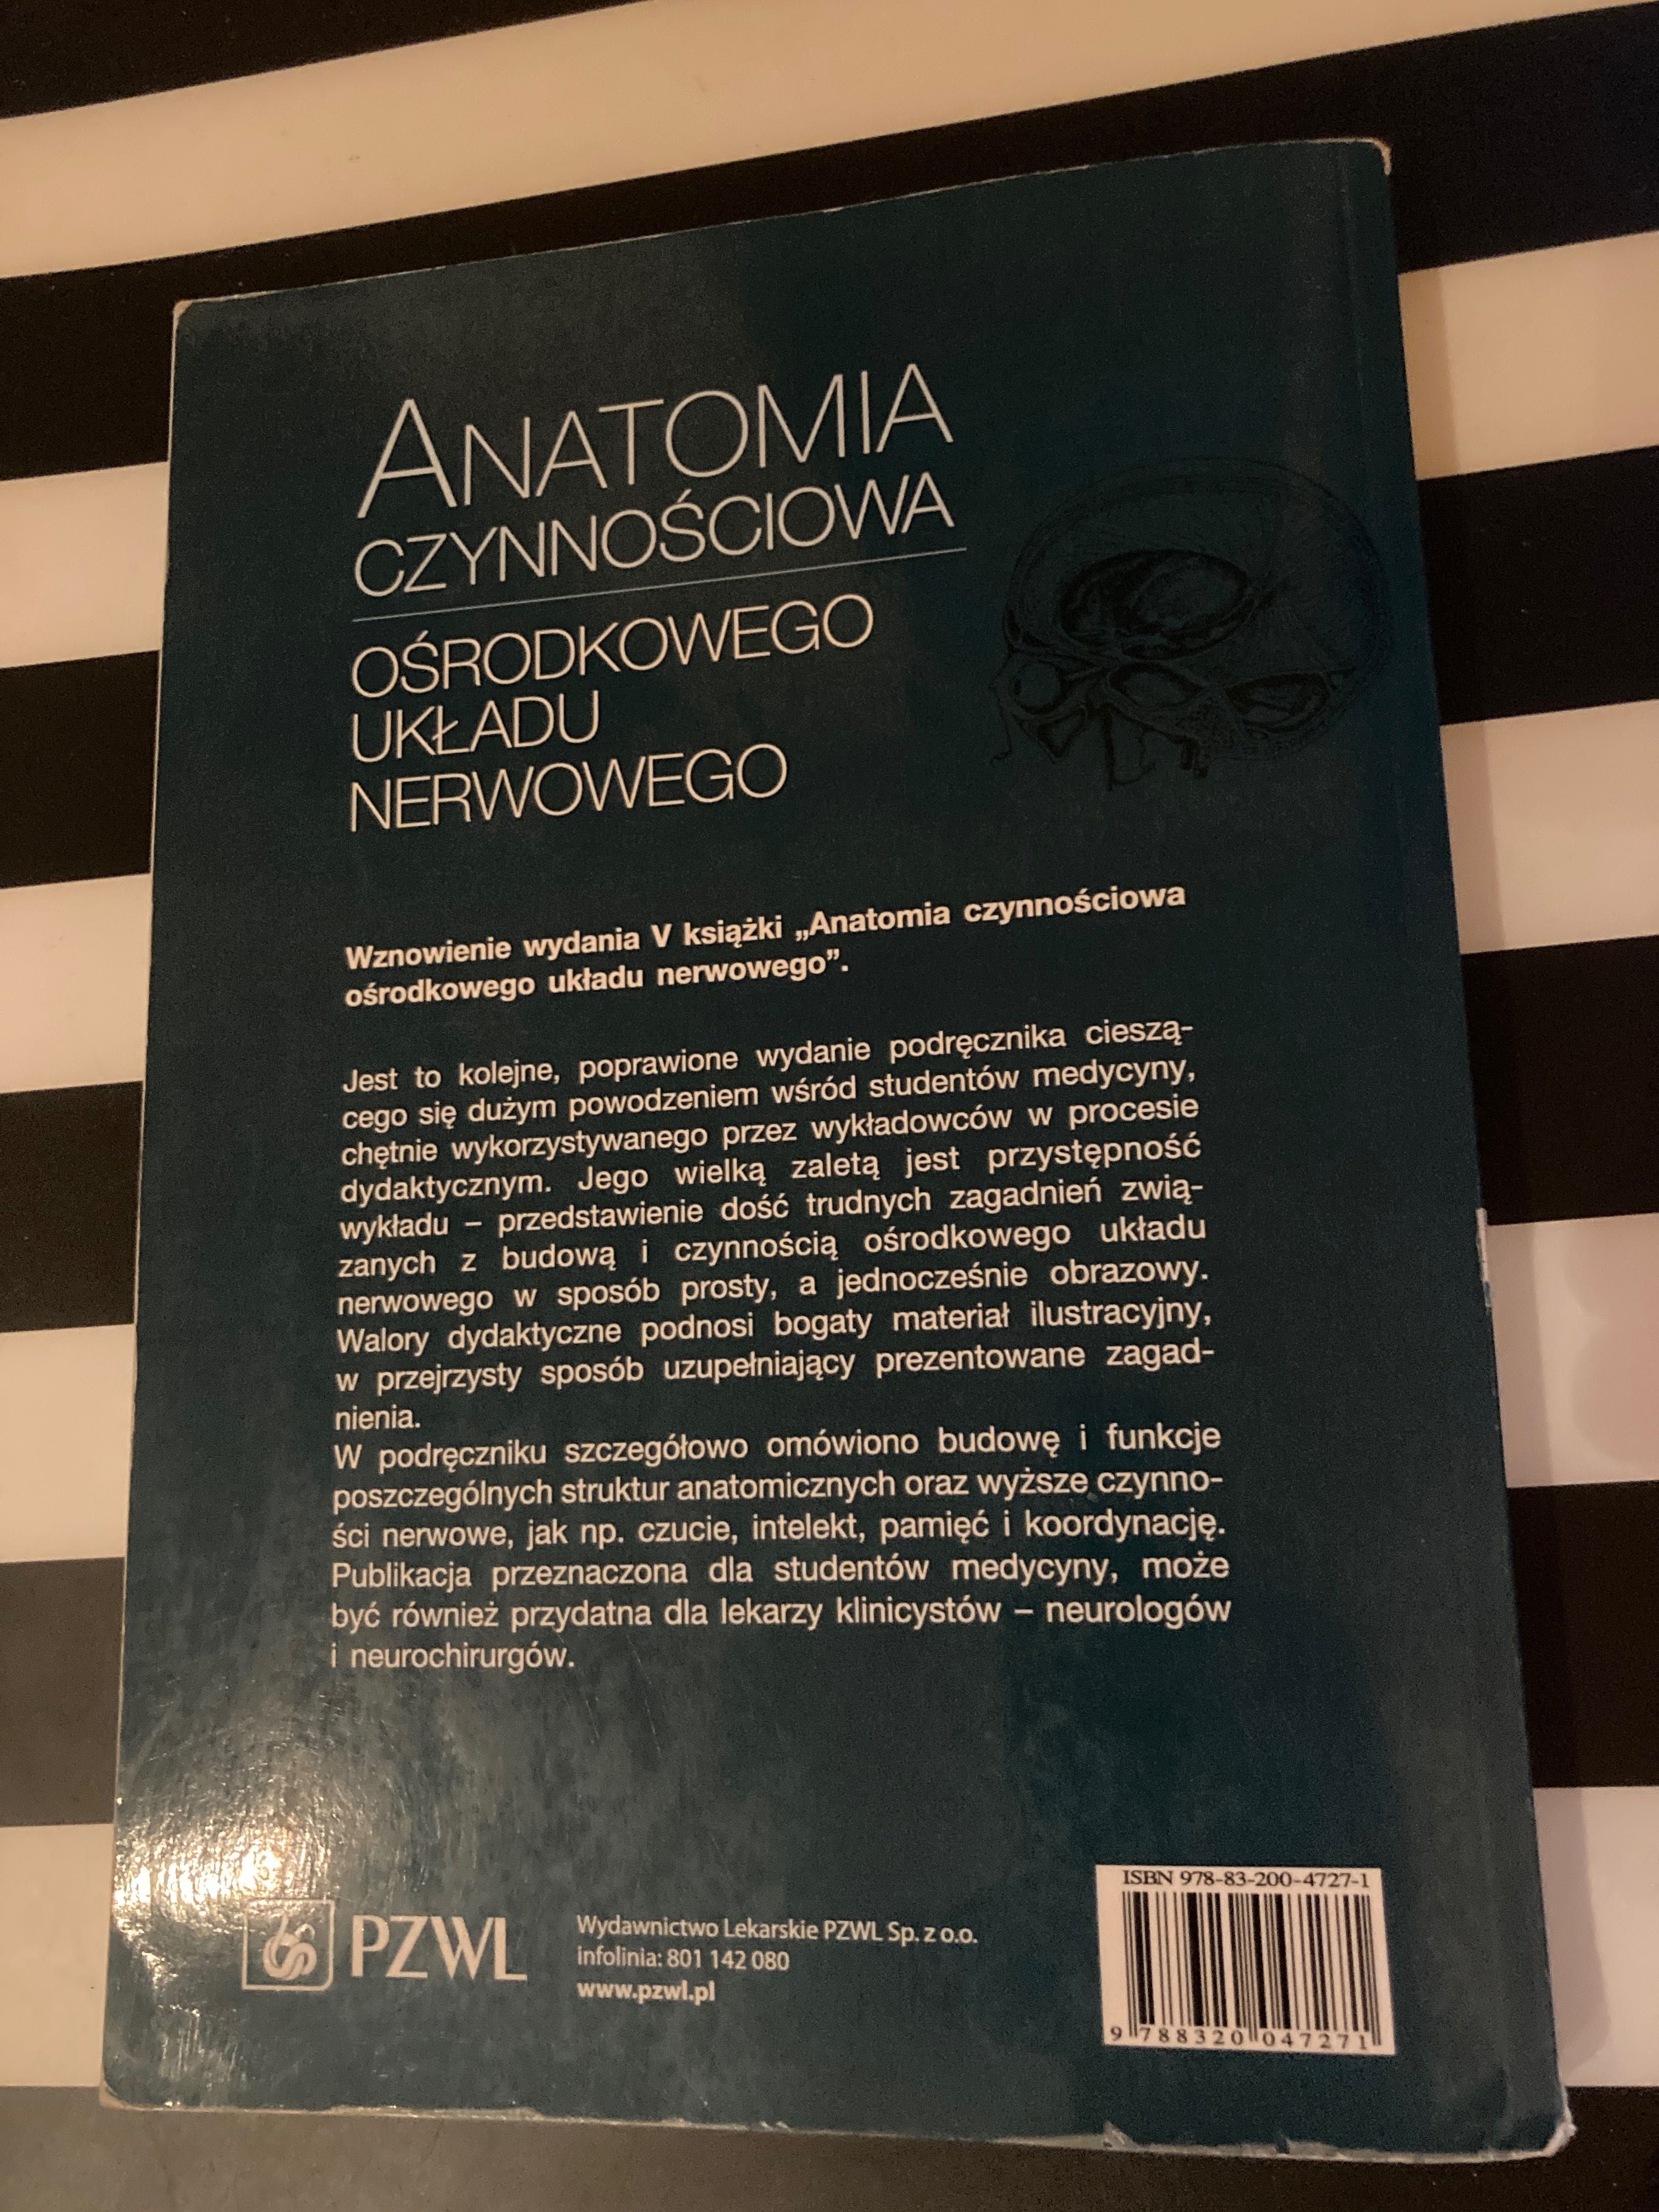 ANATOMIA
CZYNNOŚCIOWA
OŚRODKOWEGO
UKŁADU
NERWOWEGO
Wznowienie wydania V książki „Anatomia czynnościowa
ośrodkowego układu nerwowego”.
Jest to kolejne, poprawione wydanie podręcznika cieszą-
cego się dużym powodzeniem wśród studentów medycyny,
chętnie wykorzystywanego przez wykładowców w procesie
dydaktycznym. Jego wielką zaletą jest przystępność
wykładu – przedstawienie dość trudnych zagadnień zwią-
zanych z budową i czynnością ośrodkowego układu
nerwowego w sposób prosty, a jednocześnie obrazowy.
Walory dydaktyczne podnosi bogaty materiał ilustracyjny,
w przejrzysty sposób uzupełniający prezentowane zagad-
nienia.
W podręczniku szczegółowo omówiono budowę i funkcje
poszczególnych struktur anatomicznych oraz wyższe czynno-
ści nerwowe, jak np. czucie, intelekt, pamięć i koordynację.
Publikacja przeznaczona dla studentów medycyny, może
być również przydatna dla lekarzy klinicystów – neurologów
i neurochirurgów.
PZWL
Wydawnictwo Lekarskie PZWL Sp. z o.o.
infolinia: 801 142 080
www.pzwl.pl
ISBN 978-83-200-4727-1
9 788320 047271